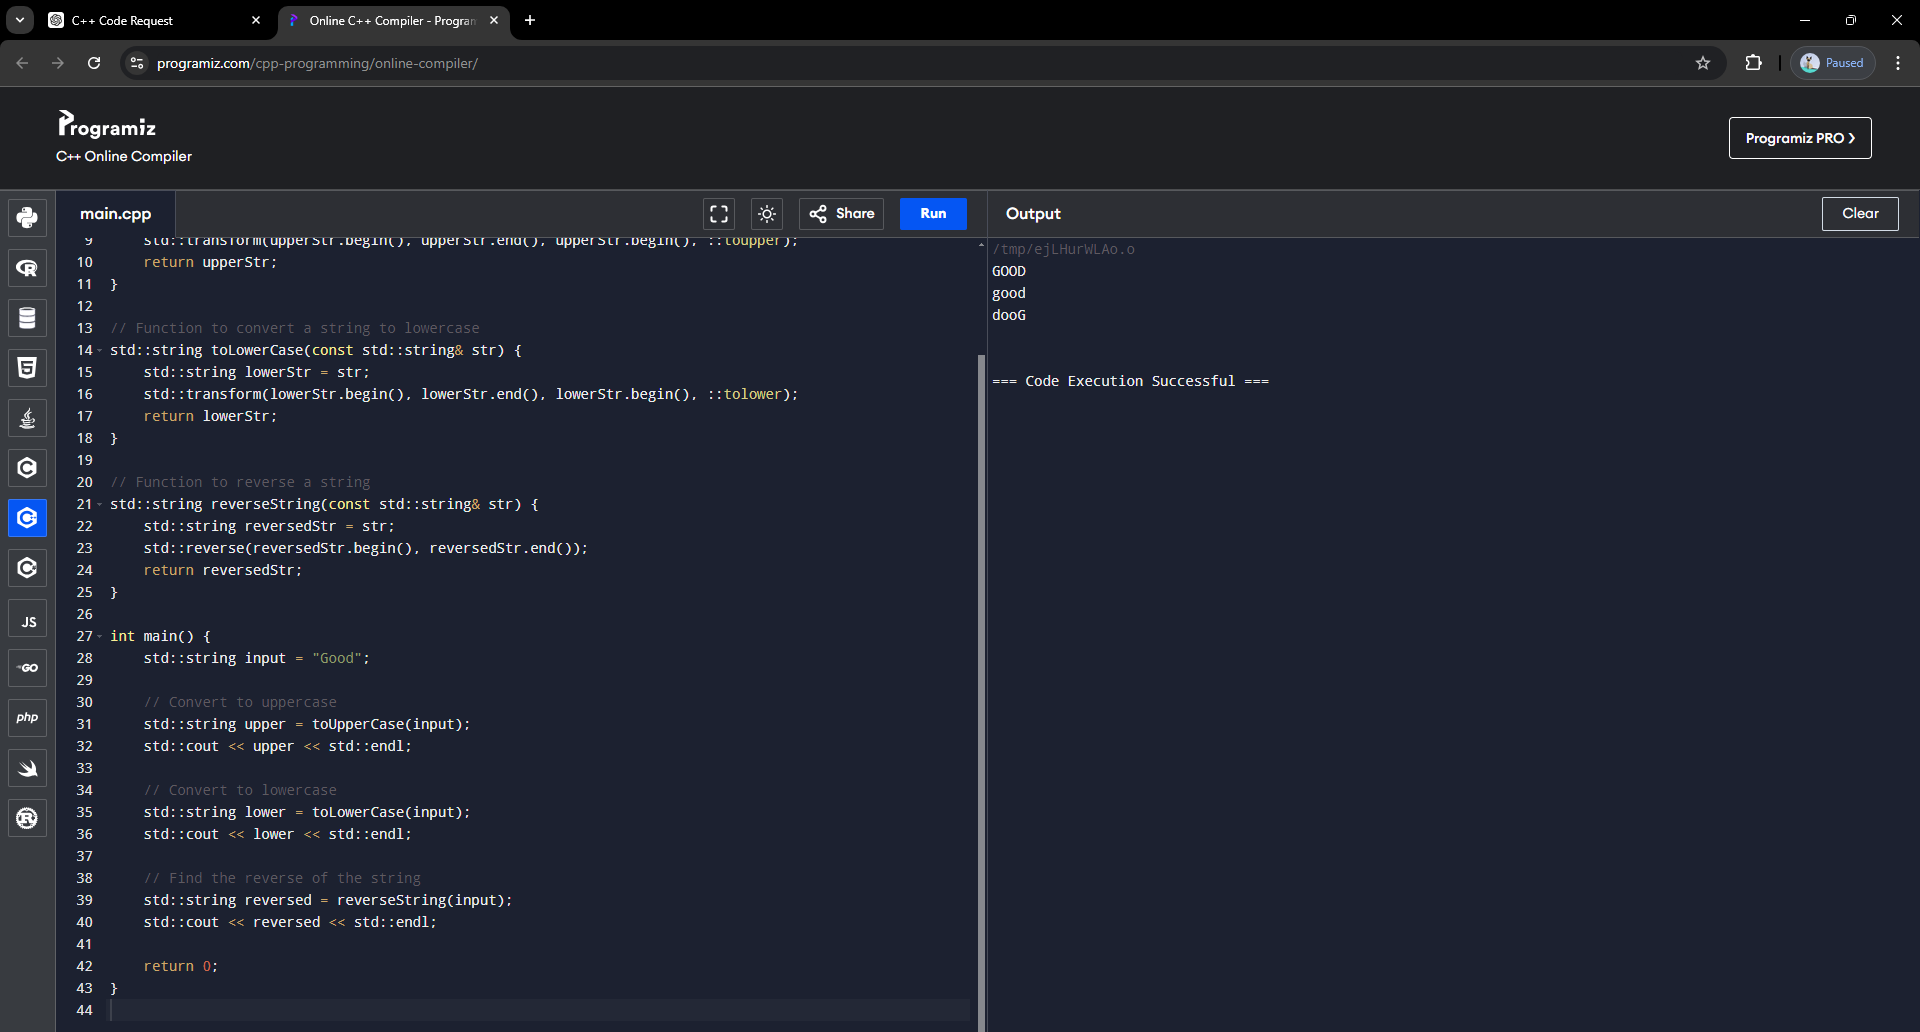 C++ Code Request
Online C++ Compiler - Program
programiz.com/cpp-programming/online-compiler/
Paused
Programiz
C++ Online Compiler
Programiz PRO
main.cpp
Share
Run
Output
Clear
9 std::transform(upperStr.begin(), upperStr.end(), upperStr.begin(), ::toupper);
10 return upperStr;
11 }
12
13 // Function to convert a string to lowercase
14 std::string toLowerCase(const std::string& str) {
15 std::string lowerStr = str;
16 std::transform(lowerStr.begin(), lowerStr.end(), lowerStr.begin(), ::tolower);
17 return lowerStr;
18 }
19
20 // Function to reverse a string
21 std::string reverseString(const std::string& str) {
22 std::string reversedStr = str;
23 std::reverse(reversedStr.begin(), reversedStr.end());
24 return reversedStr;
25 }
26
27 int main() {
28 std::string input = "Good";
29
30 // Convert to uppercase
31 std::string upper = toUpperCase(input);
32 std::cout << upper << std::endl;
33
34 // Convert to lowercase
35 std::string lower = toLowerCase(input);
36 std::cout << lower << std::endl;
37
38 // Find the reverse of the string
39 std::string reversed = reverseString(input);
40 std::cout << reversed << std::endl;
41
42 return 0;
43 }
44
/tmp/ejLHurWLAo.o
GOOD
good
dooG
=== Code Execution Successful ===
JS
GO
php